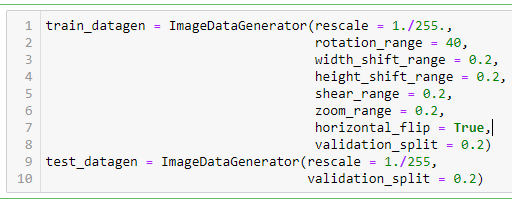 1 train_datagen = ImageDataGenerator(rescale = 1./255.,
2 rotation_range = 40,
3 width_shift_range = 0.2,
4 height_shift_range = 0.2,
5 shear_range = 0.2,
6 zoom_range = 0.2,
7 horizontal_flip = True,
8 validation_split = 0.2)
9 test_datagen = ImageDataGenerator(rescale = 1./255,
10 validation_split = 0.2)